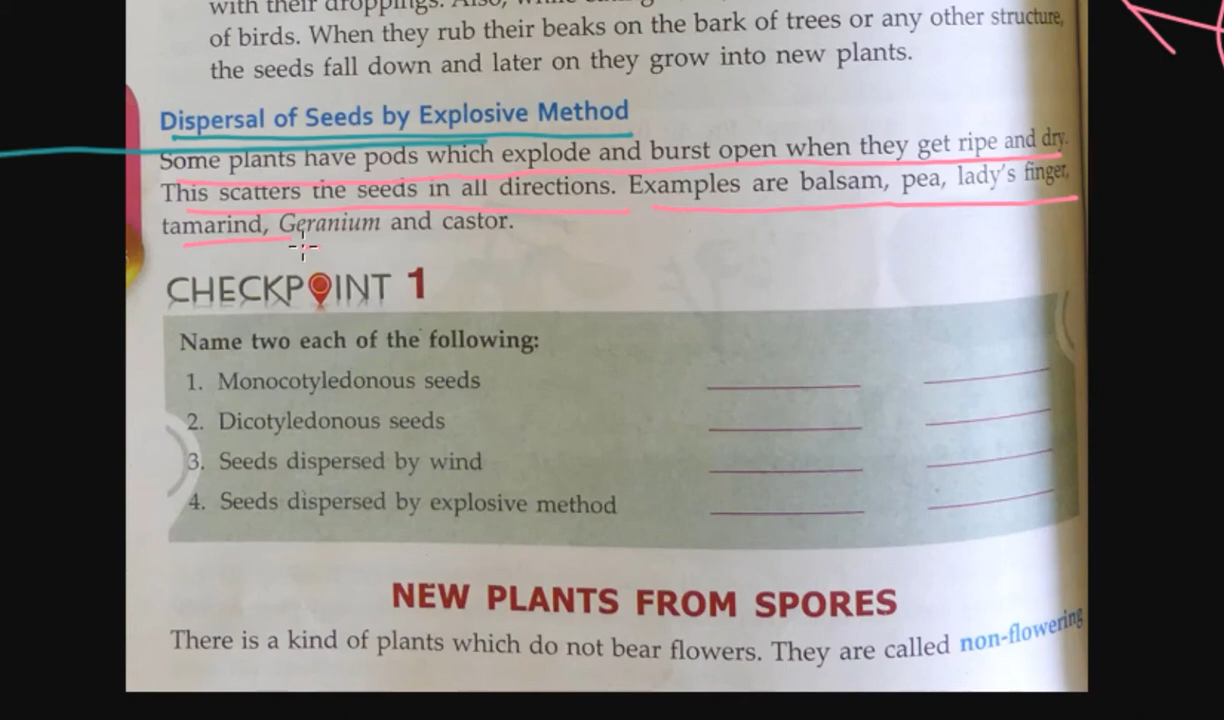 with their droppings. Also, while
of birds. When they rub their beaks on the bark of trees or any other structure,
the seeds fall down and later on they grow into new plants.
Dispersal of Seeds by Explosive Method
Some plants have pods which explode and burst open when they get ripe and dry.
This scatters the seeds in all directions. Examples are balsam, pea, lady's finger,
tamarind, Geranium and castor.
CHECKPOINT 1
Name two each of the following:
1. Monocotyledonous seeds
2. Dicotyledonous seeds
3. Seeds dispersed by wind
4. Seeds dispersed by explosive method
NEW PLANTS FROM SPORES
There is a kind of plants which do not bear flowers. They are called non-flowering